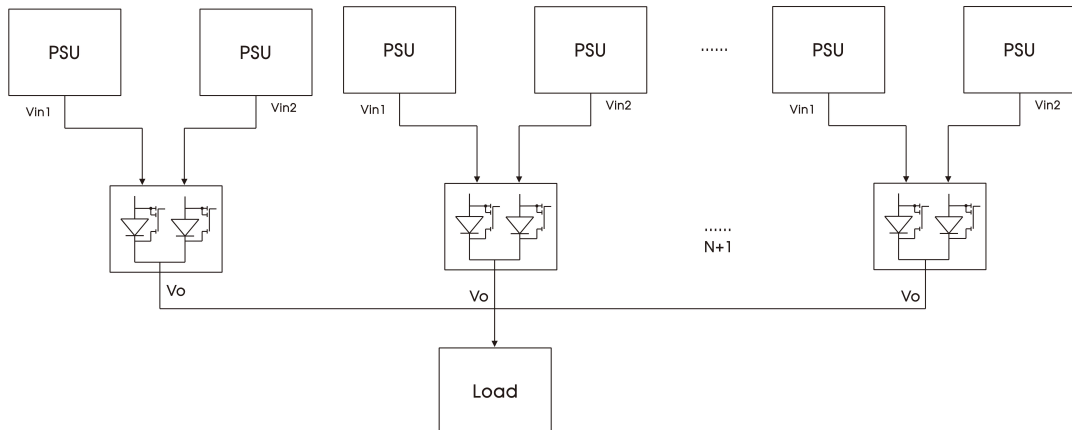 PSU
PSU
PSU
PSU
......
PSU
PSU
Vin1
Vin2
Vin1
Vin2
Vin1
Vin2
......
N+1
Vo
Vo
Vo
Load